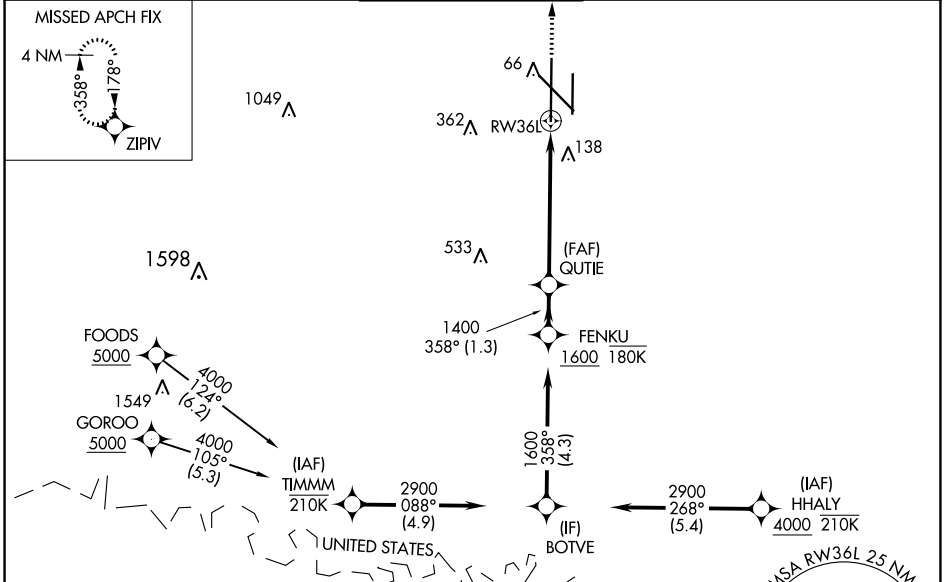 MISSED APCH FIX
4 NM
358°
178°
ZIPIV
1049
66
362
RW36L
138
533
1598
(FAF)
QUTIE
1400
358° (1.3)
FENKU
1600 180K
FOODS
5000
4000
124°
(6.2)
1549
GOROO
5000
4000
105°
(5.3)
(IAF)
TIMMM
210K
2900
088°
(4.9)
1600
358°
(4.3)
(IF)
BOTVE
2900
268°
(5.4)
(IAF)
HHALY
4000 210K
UNITED STATES
MSA RW36L 25 NM